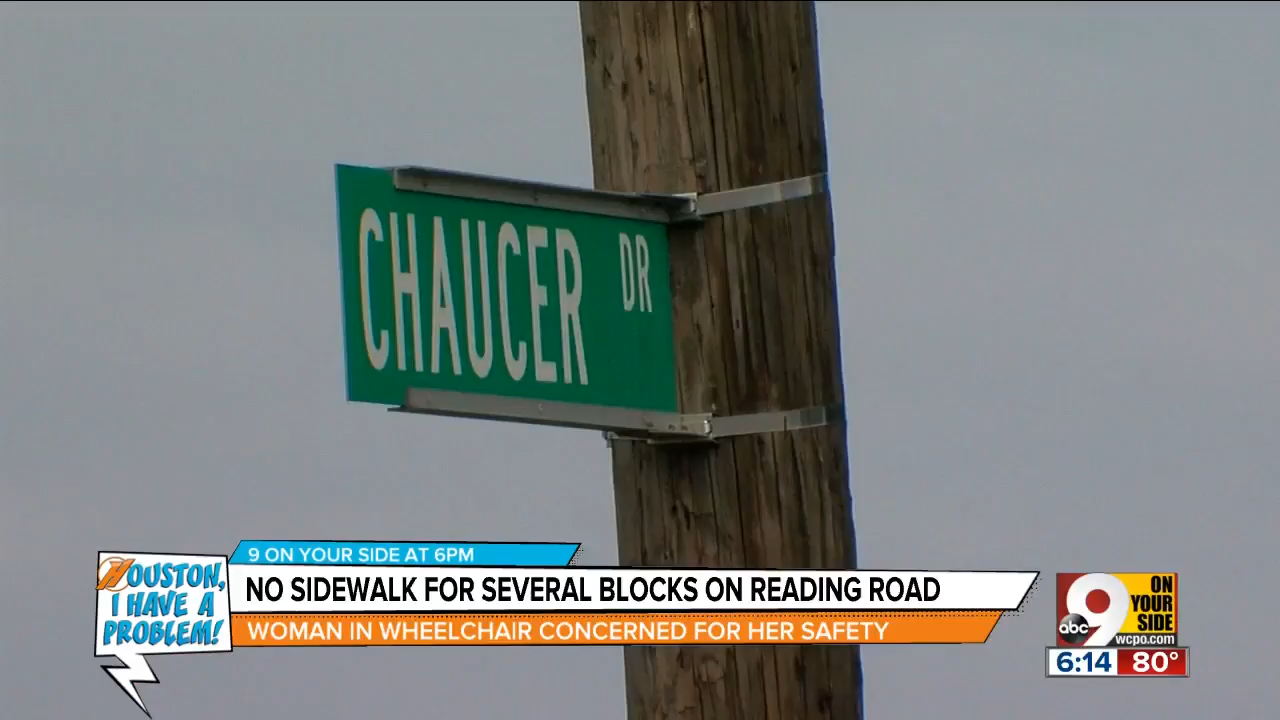 CHAUCER DR
9 ON YOUR SIDE AT 6PM
HOUSTON,
I HAVE A
PROBLEM!
NO SIDEWALK FOR SEVERAL BLOCKS ON READING ROAD
WOMAN IN WHEELCHAIR CONCERNED FOR HER SAFETY
9
abc
ON
YOUR
SIDE
wcpo.com
6:14 80°